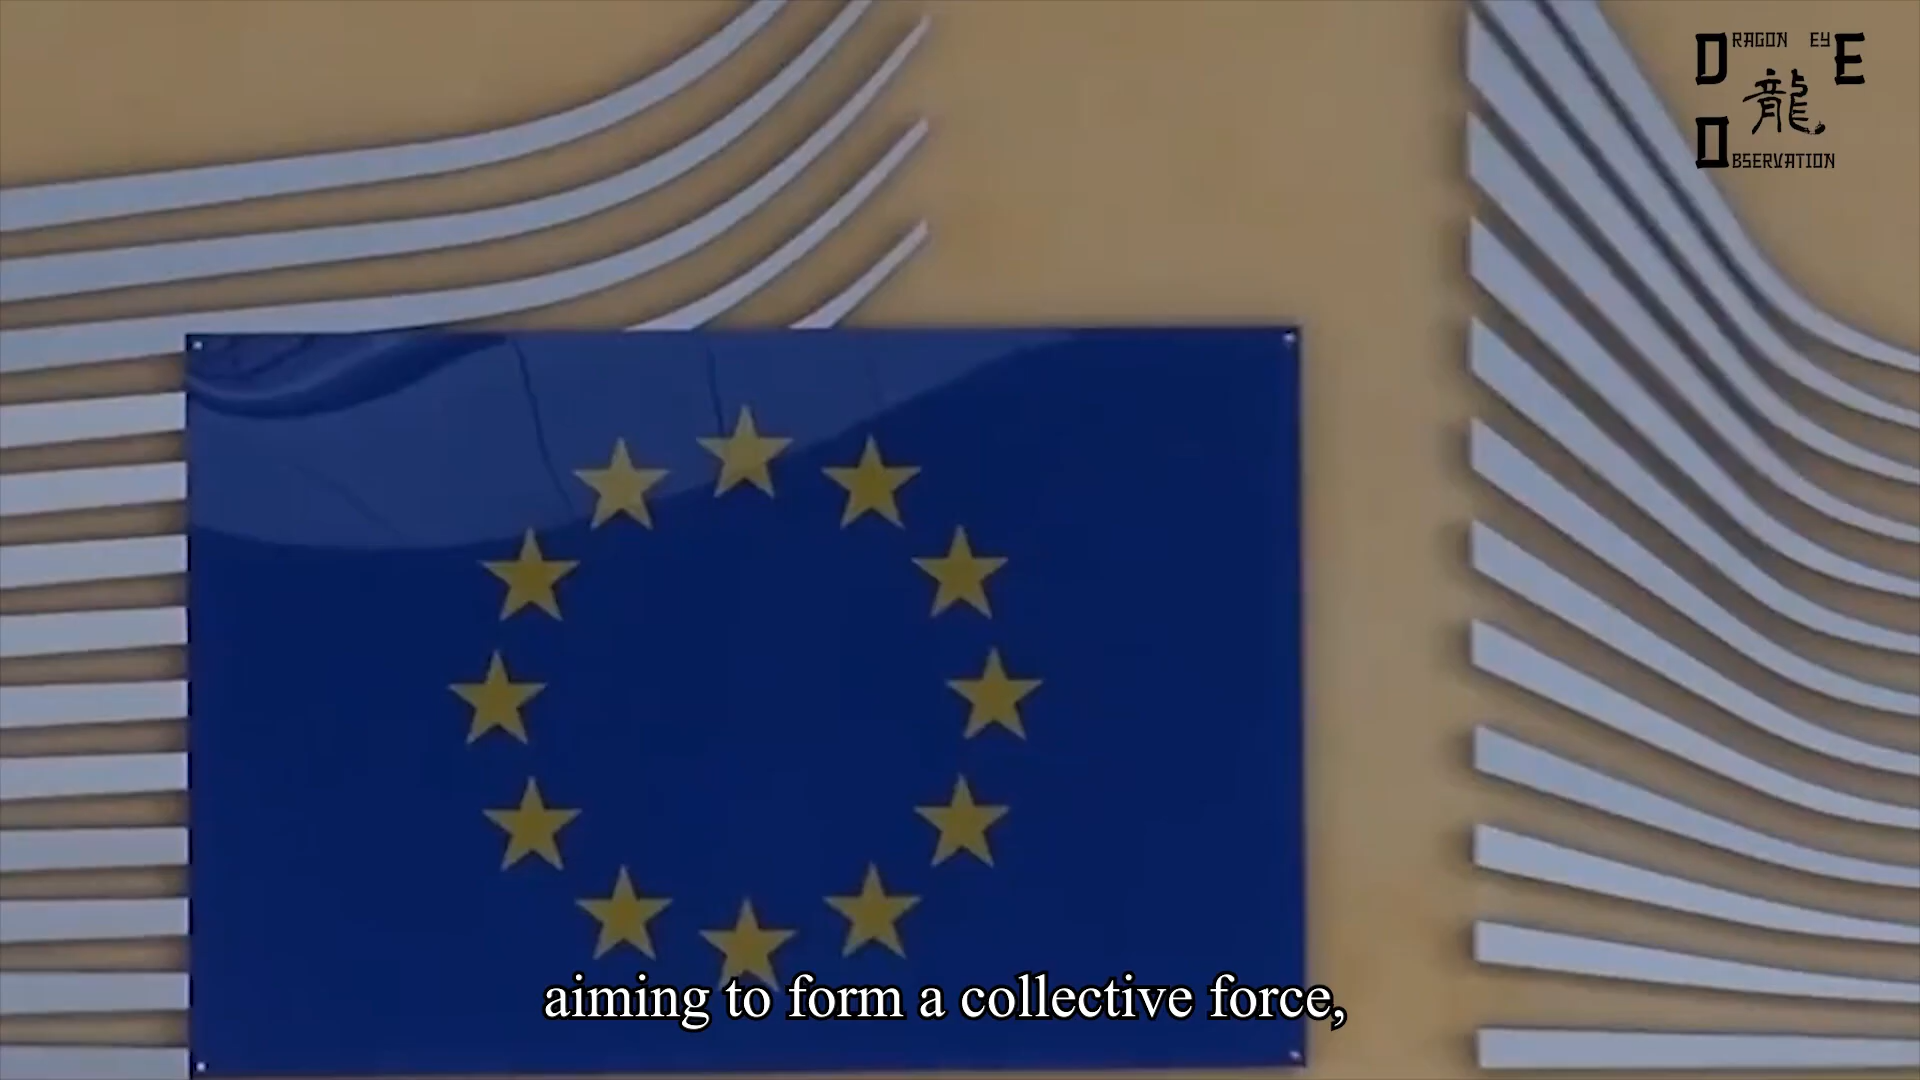 DRAGON EYE
龍
OBSERVATION
aiming to form a collective force,